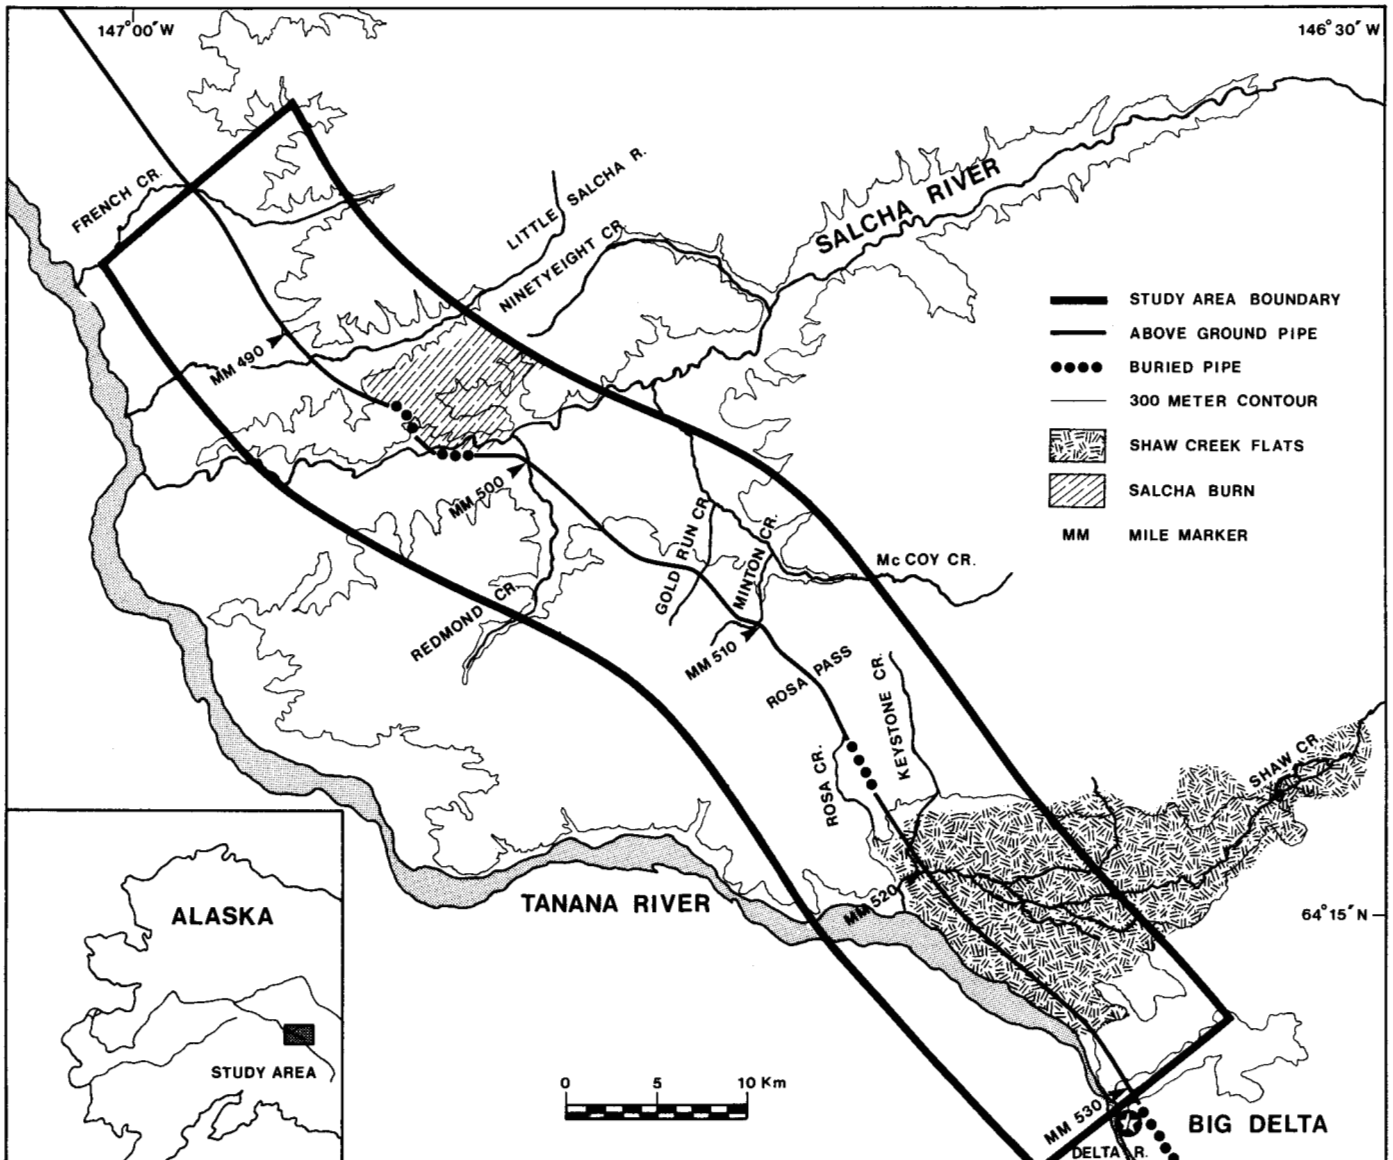 147°00′ W
146°30′ W
FRENCH CR.
LITTLE SALCHA R.
NINETYEIGHT CR.
SALCHA RIVER
STUDY AREA BOUNDARY
ABOVE GROUND PIPE
BURIED PIPE
300 METER CONTOUR
SHAW CREEK FLATS
SALCHA BURN
MM MILE MARKER
MM 490
MM 500
GOLD RUN CR.
MINTON CR.
McCOY CR.
REDMOND CR.
MM 510
ROSA PASS
KEYSTONE CR.
ROSA CR.
SHAW CR.
MM 520
TANANA RIVER
64°15′ N
ALASKA
STUDY AREA
0 5 10 Km
MM 530
BIG DELTA
DELTA R.